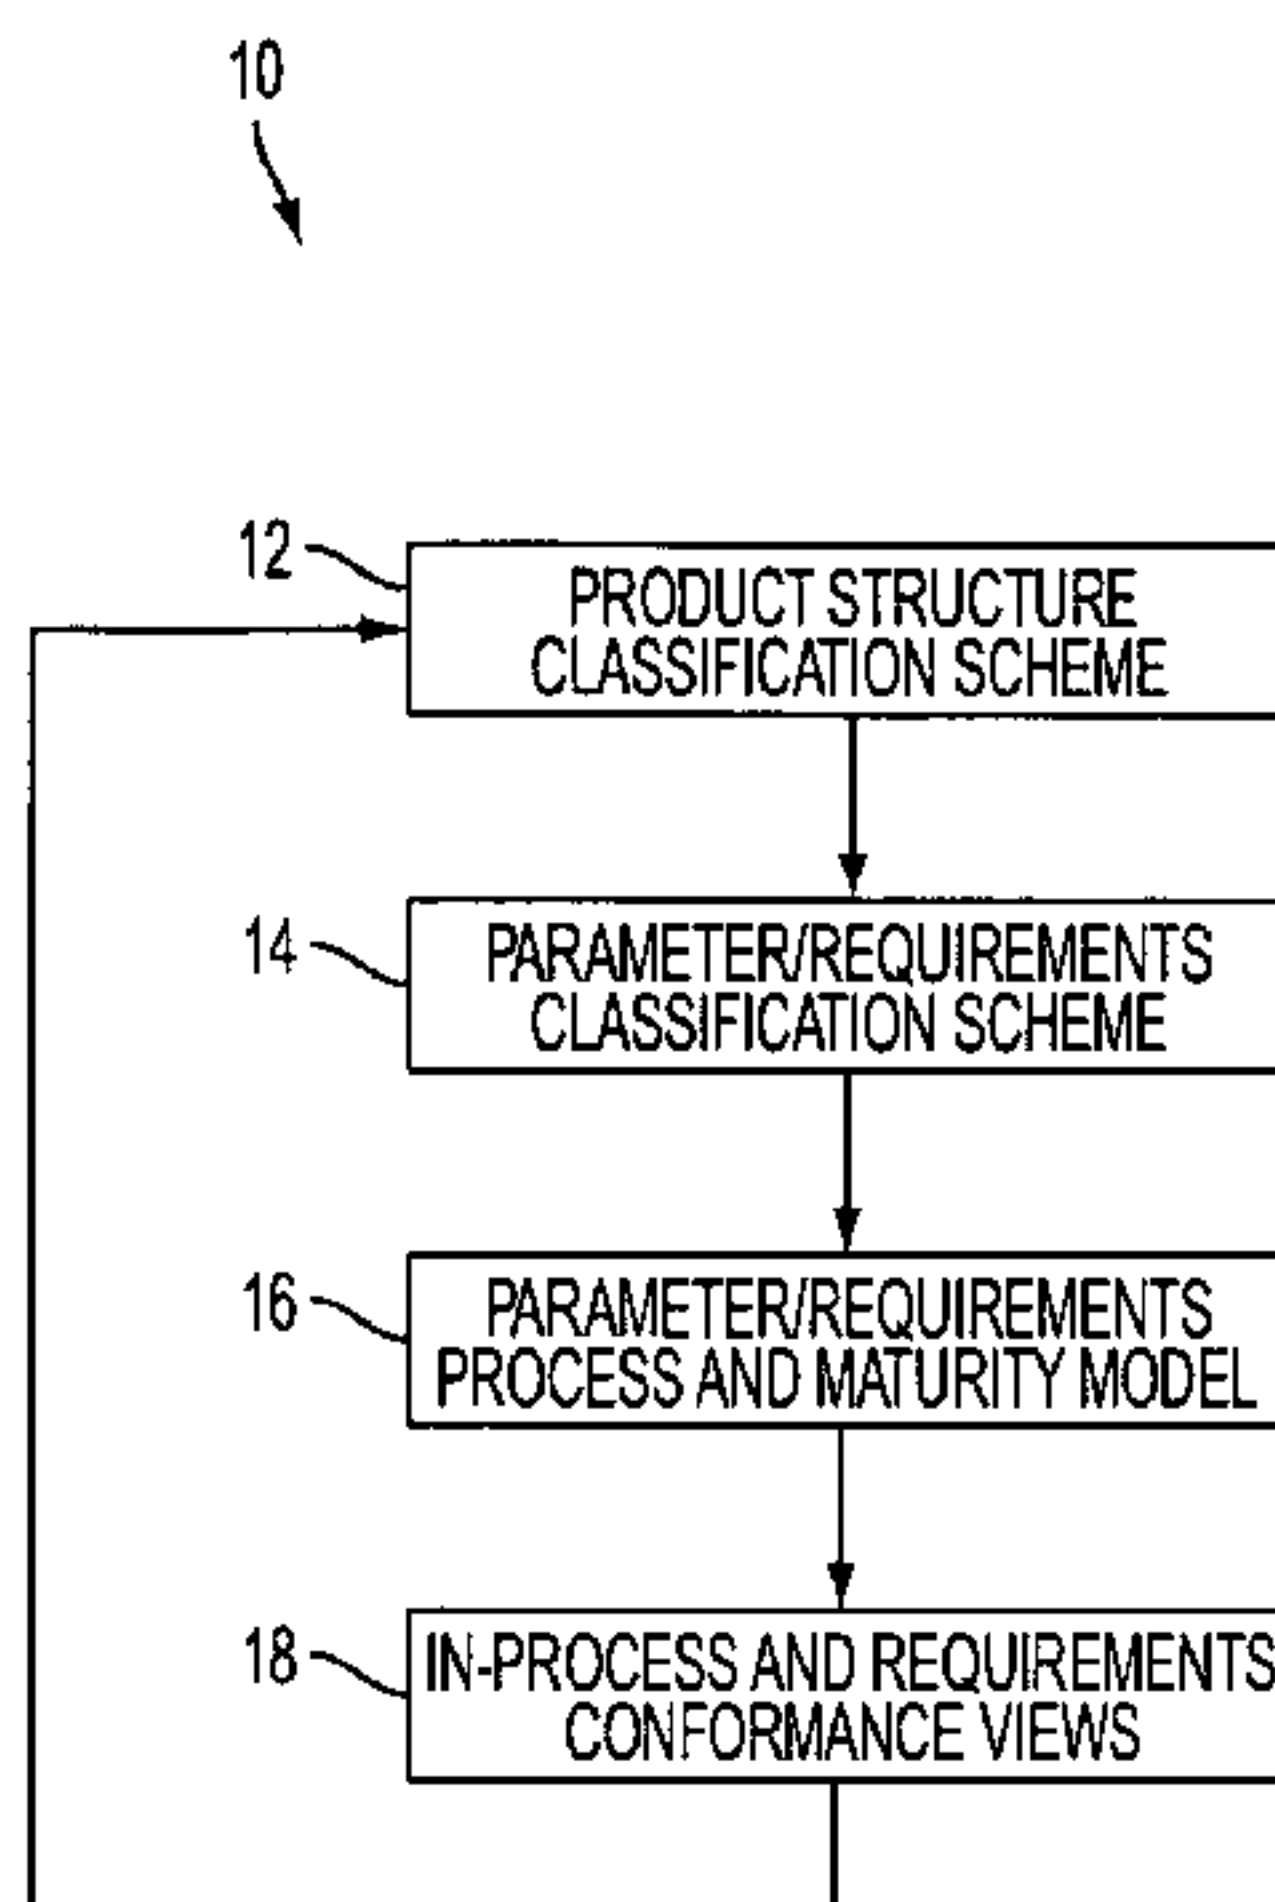 10
12
PRODUCT STRUCTURE
CLASSIFICATION SCHEME
14
PARAMETER/REQUIREMENTS
CLASSIFICATION SCHEME
16
PARAMETER/REQUIREMENTS
PROCESS AND MATURITY MODEL
18
IN-PROCESS AND REQUIREMENTS
CONFORMANCE VIEWS